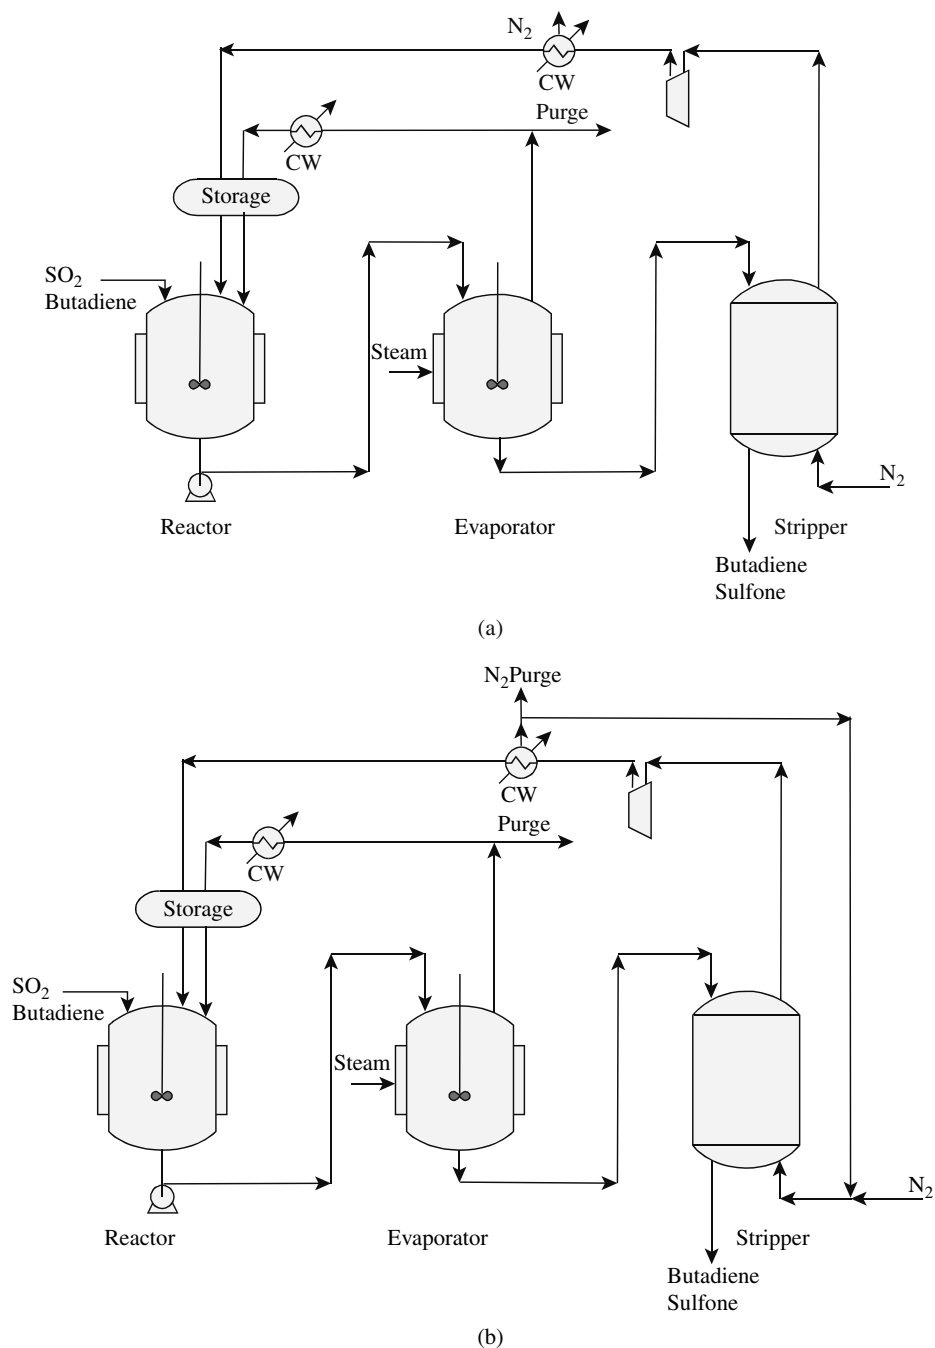 N2
CW
Purge
CW
Storage
SO2
Butadiene
Steam
N2
Reactor
Evaporator
Stripper
Butadiene
Sulfone
(a)
N2Purge
CW
Purge
CW
Storage
SO2
Butadiene
Steam
N2
Reactor
Evaporator
Stripper
Butadiene
Sulfone
(b)